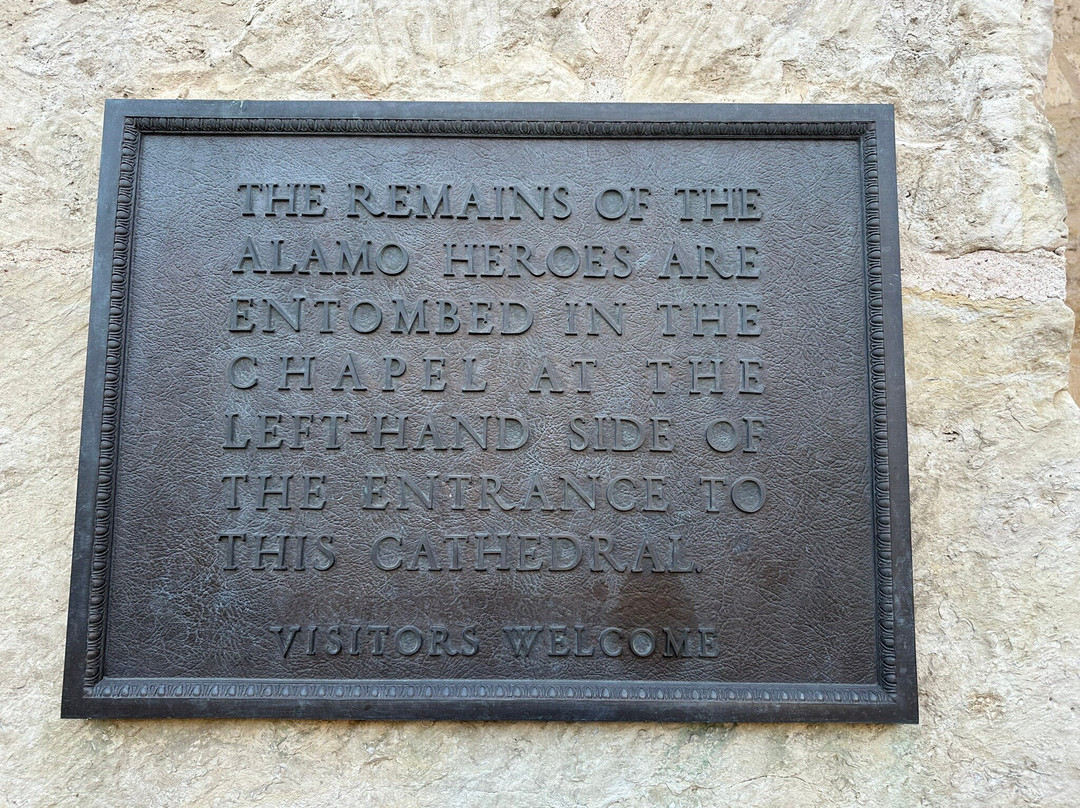 THE REMAINS OF THE
ALAMO HEROES ARE
ENTOMBED IN THE
CHAPEL AT THE
LEFT-HAND SIDE OF
THE ENTRANCE TO
THIS CATHEDRAL.
VISITORS WELCOME